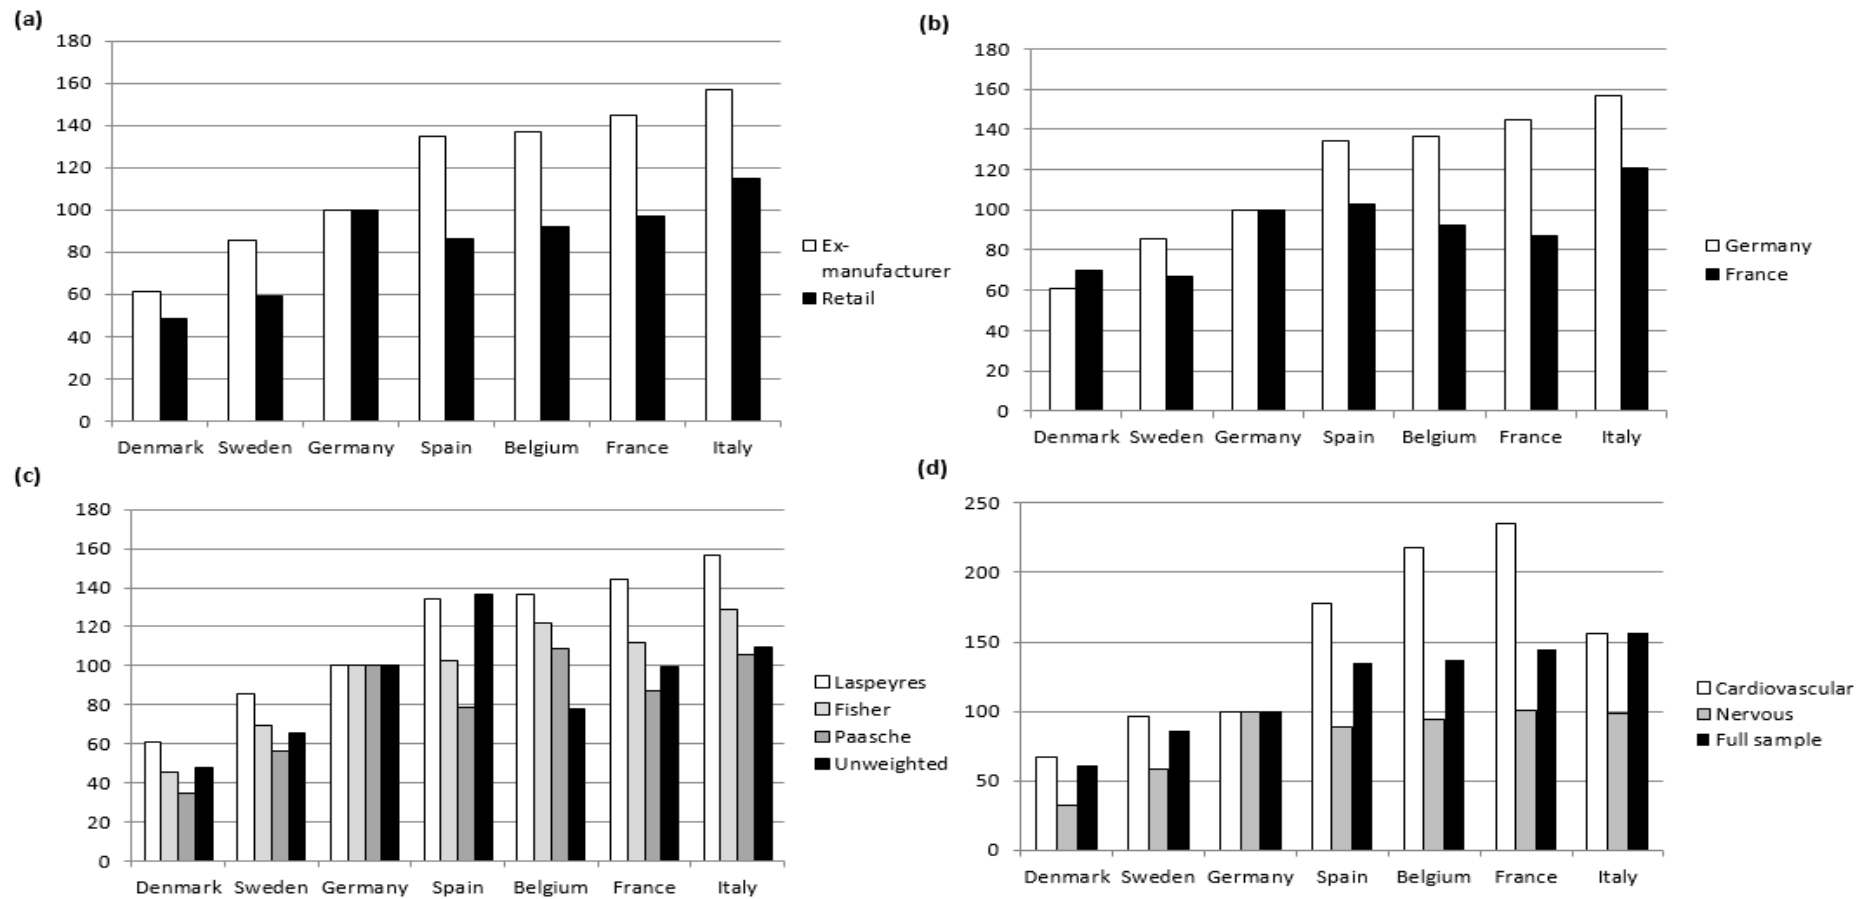 (a)
180
160
140
120
100
80
60
40
20
0
Denmark Sweden Germany Spain Belgium France Italy
Ex-
manufacturer
Retail
(b)
180
160
140
120
100
80
60
40
20
0
Denmark Sweden Germany Spain Belgium France Italy
Germany
France
(c)
180
160
140
120
100
80
60
40
20
0
Denmark Sweden Germany Spain Belgium France Italy
Laspeyres
Fisher
Paasche
Unweighted
(d)
250
200
150
100
50
0
Denmark Sweden Germany Spain Belgium France Italy
Cardiovascular
Nervous
Full sample